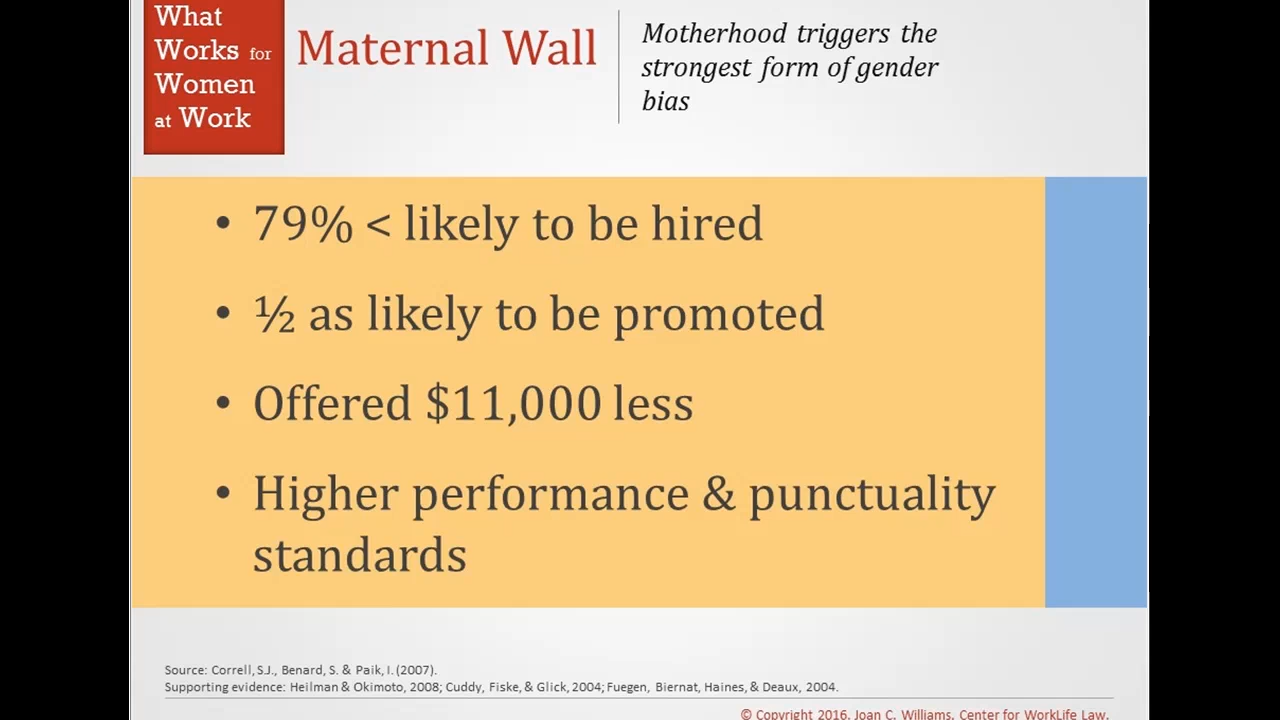 What
Works for
Women
at Work
Maternal Wall
Motherhood triggers the
strongest form of gender
bias
• 79% < likely to be hired
• ½ as likely to be promoted
• Offered $11,000 less
• Higher performance & punctuality
standards
Source: Correll, S.J., Benard, S. & Paik, I. (2007).
Supporting evidence: Heilman & Okimoto, 2008; Cuddy, Fiske, & Glick, 2004; Fuegen, Biernat, Haines, & Deaux, 2004.
© Copyright 2016. Joan C. Williams. Center for WorkLife Law.